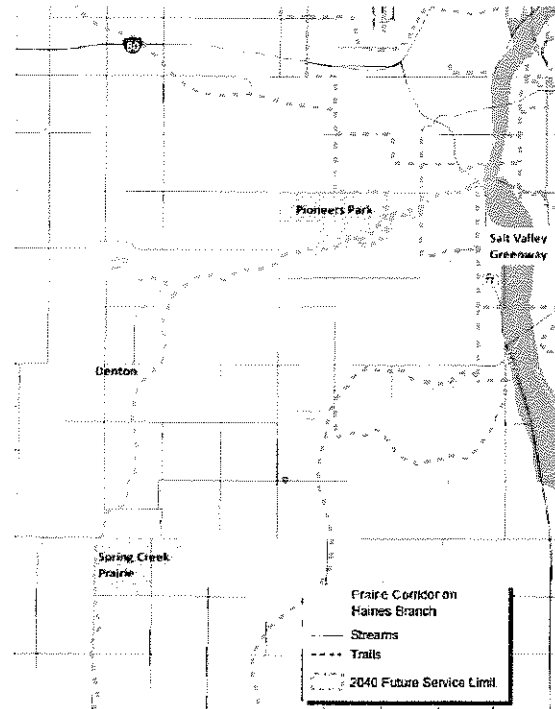 80
Pioneers Park
Salt Valley
Greenway
Denton
Spring Creek
Prairie
Prairie Corridor on
Haines Branch
Streams
Trails
2040 Future Service Limit